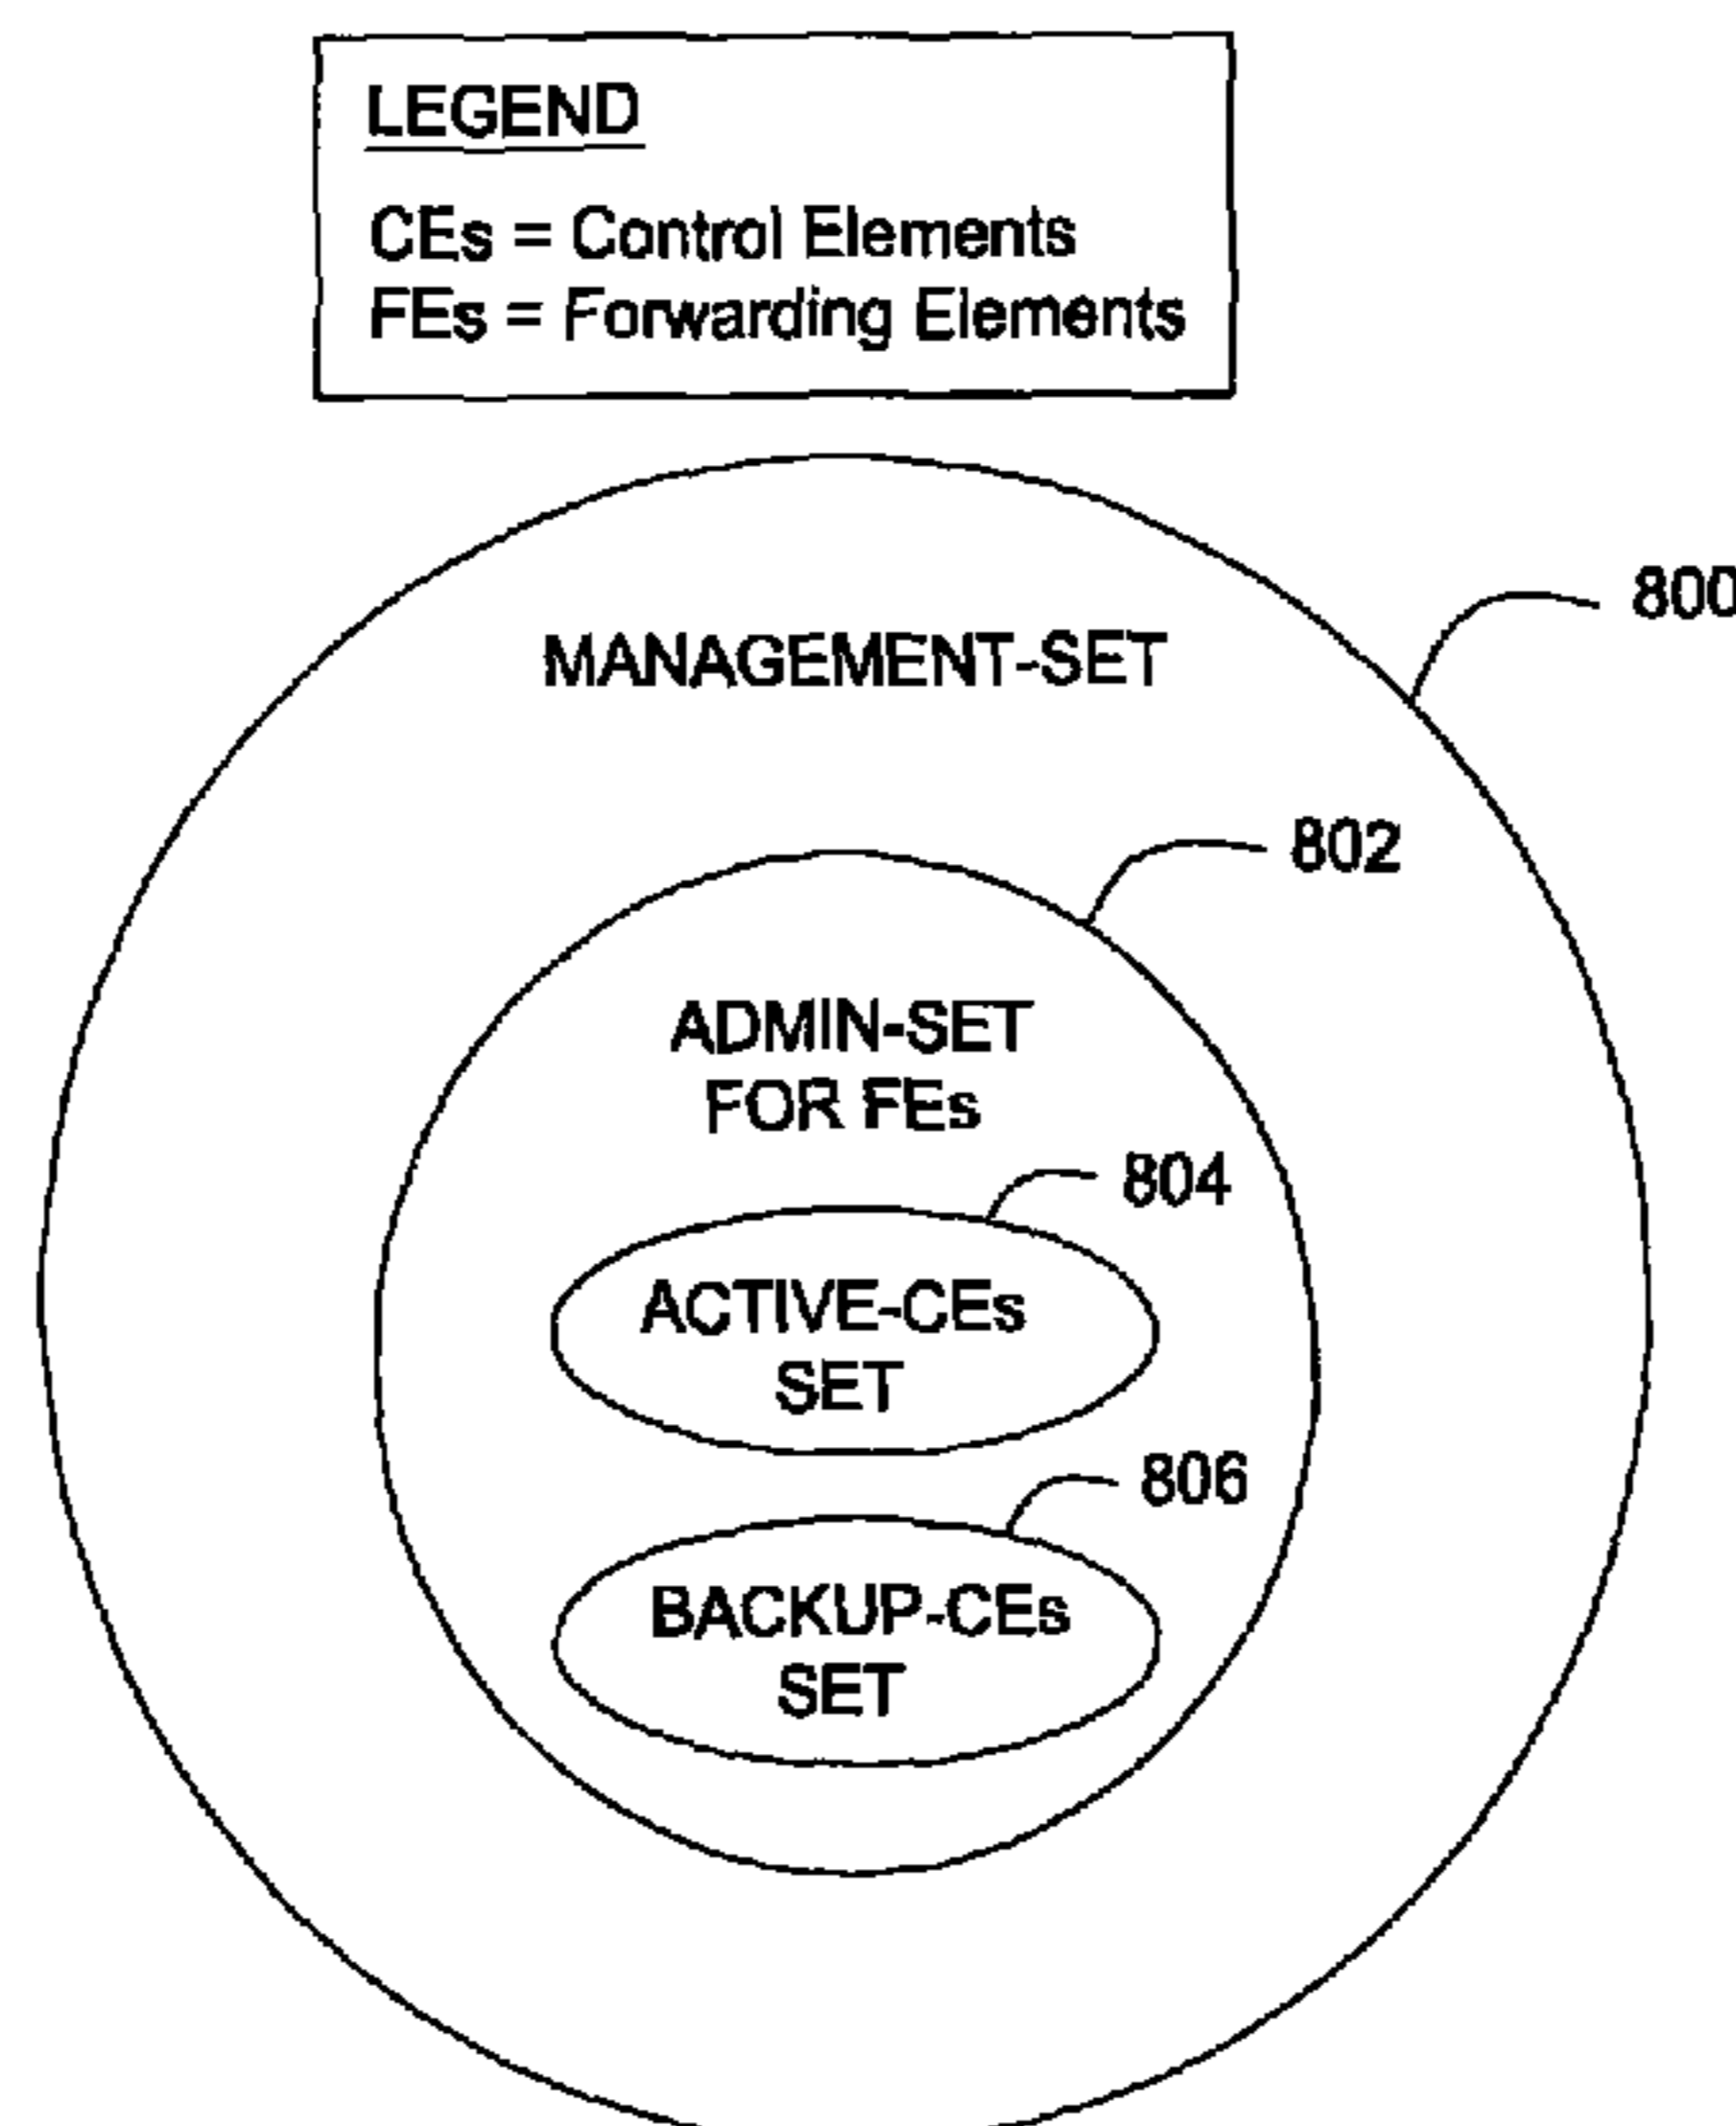 LEGEND
CEs = Control Elements
FEs = Forwarding Elements
800
MANAGEMENT-SET
802
ADMIN-SET
FOR FEs
804
ACTIVE-CEs
SET
806
BACKUP-CEs
SET